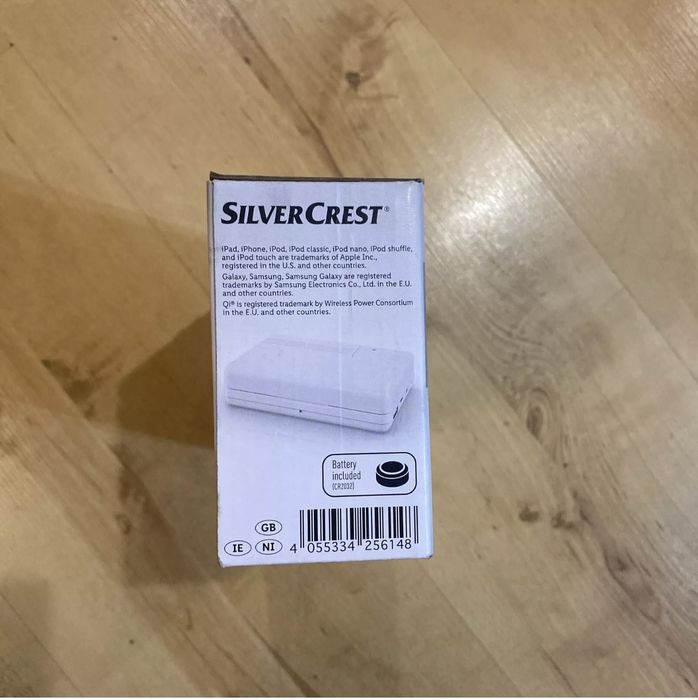 SILVERCREST®
iPad, iPhone, iPod, iPod classic, iPod nano, iPod shuffle,
and iPod touch are trademarks of Apple Inc.,
registered in the U.S. and other countries.
Galaxy, Samsung, Samsung Galaxy are registered
trademarks by Samsung Electronics Co., Ltd. in the E.U.
and other countries.
Qi® is registered trademark by Wireless Power Consortium
in the E.U. and other countries.
Battery
included
(CR2032)
GB
IE NI
4 055334 256148